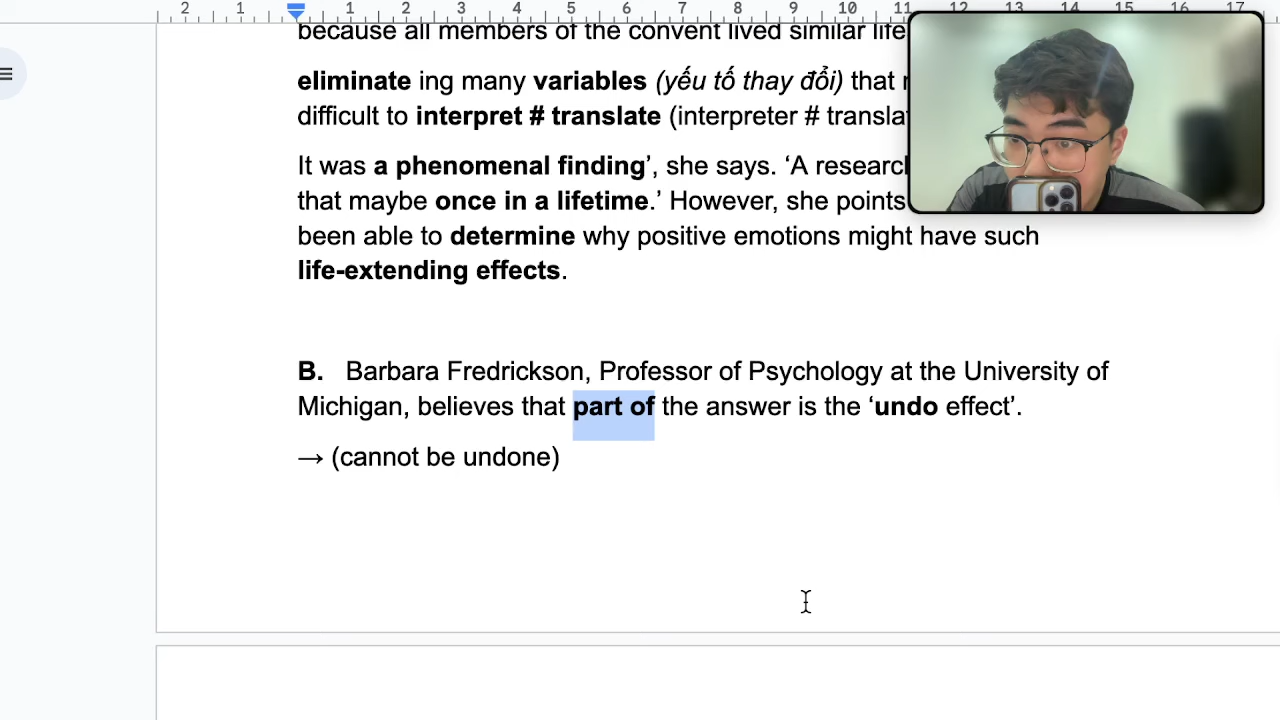 2 1 1 2 3 4 5 6 7 8 9 10 11 12 13 14 15 16 17
because all members of the convent lived similar life
eliminate ing many variables (yếu tố thay đổi) that
difficult to interpret # translate (interpreter #
It was a phenomenal finding’, she says. ‘A
that maybe once in a lifetime.’ However, she points
been able to determine why positive emotions might have such
life-extending effects.
B. Barbara Fredrickson, Professor of Psychology at the University of
Michigan, believes that part of the answer is the ‘undo effect’.
→ (cannot be undone)